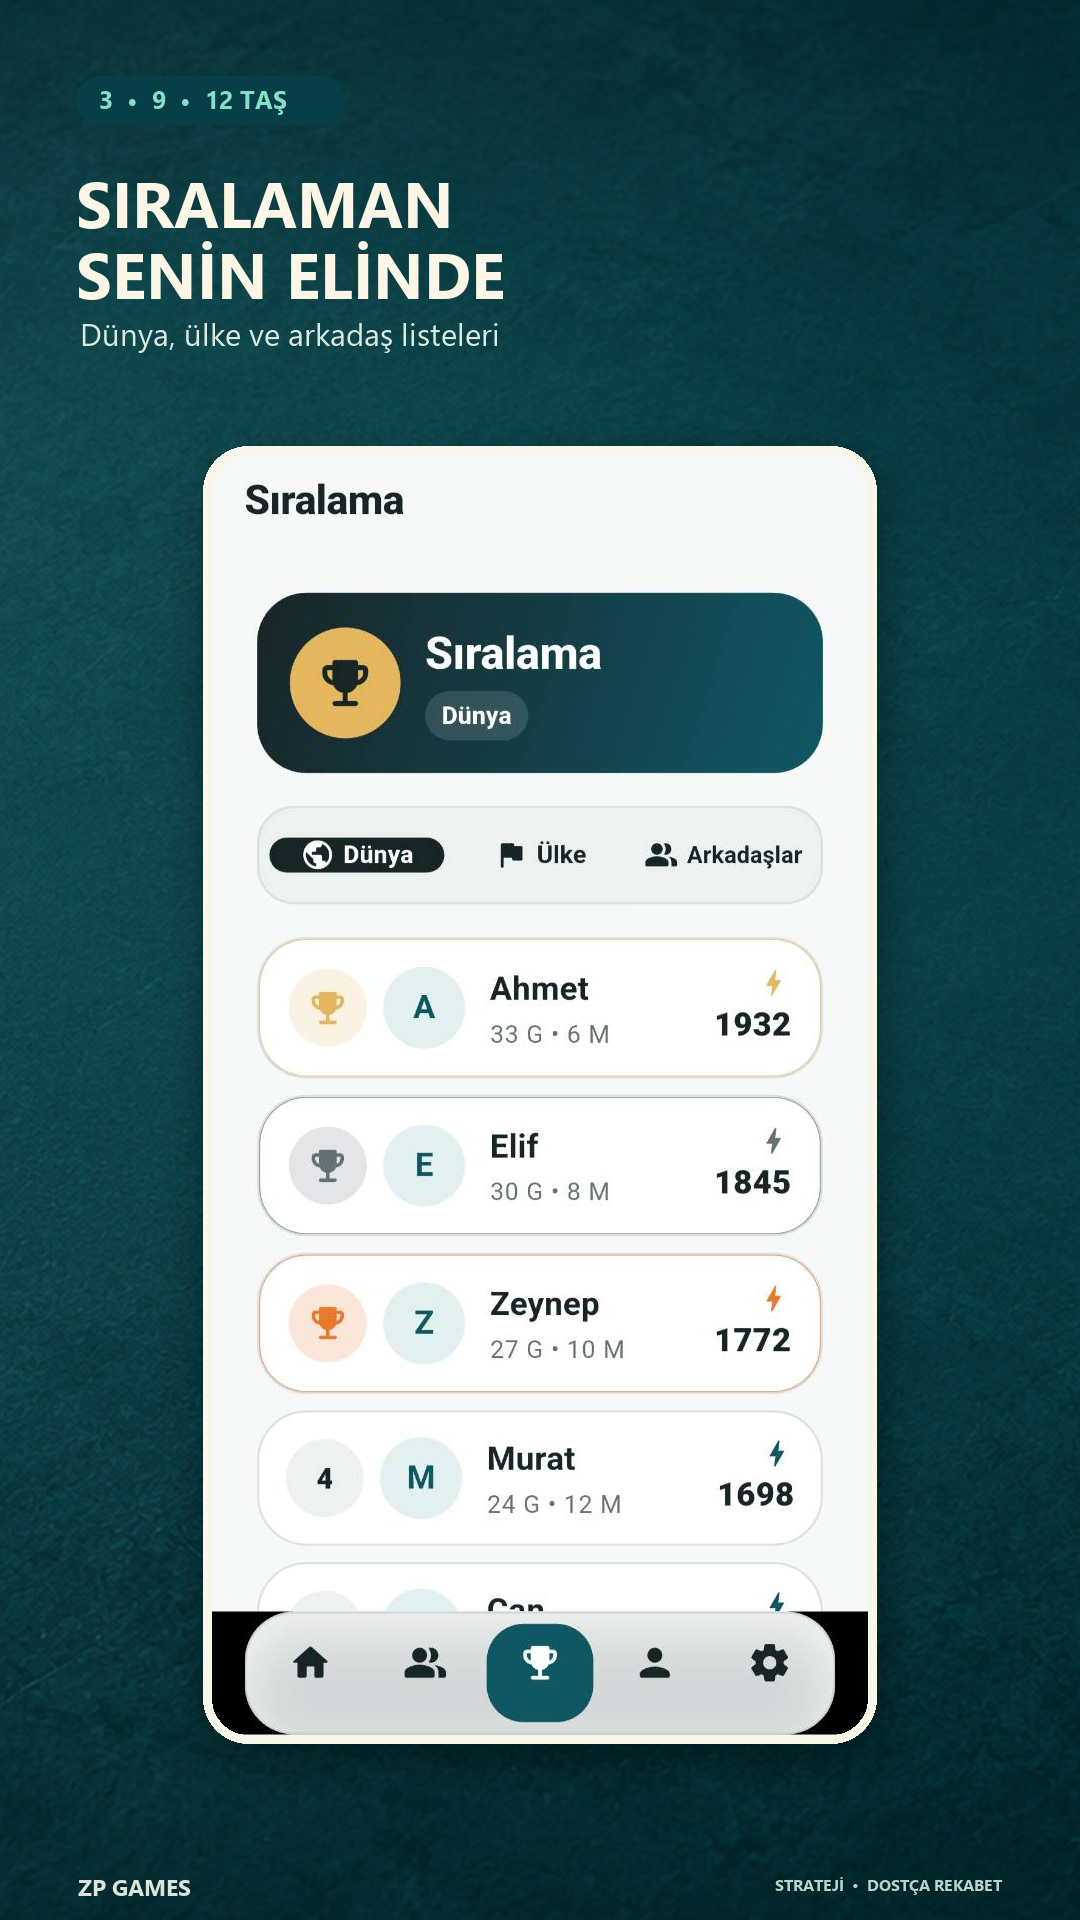 3 • 9 • 12 TAŞ
SIRALAMAN
SENİN ELİNDE
Dünya, ülke ve arkadaş listeleri
Sıralama
Sıralama
Dünya
Dünya Ülke Arkadaşlar
A Ahmet
33 G • 6 M
1932
E Elif
30 G • 8 M
1845
Z Zeynep
27 G • 10 M
1772
4 M Murat
24 G • 12 M
1698
Can
ZP GAMES
STRATEJİ • DOSTÇA REKABET